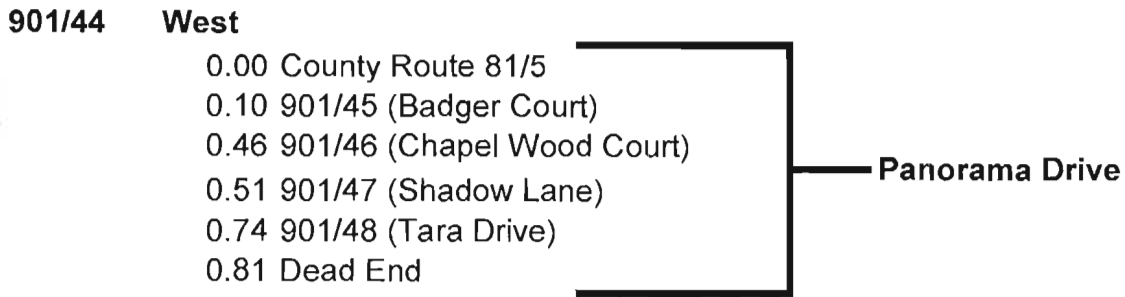 901/44 West
0.00 County Route 81/5
0.10 901/45 (Badger Court)
0.46 901/46 (Chapel Wood Court)
Panorama Drive
0.51 901/47 (Shadow Lane)
0.74 901/48 (Tara Drive)
0.81 Dead End